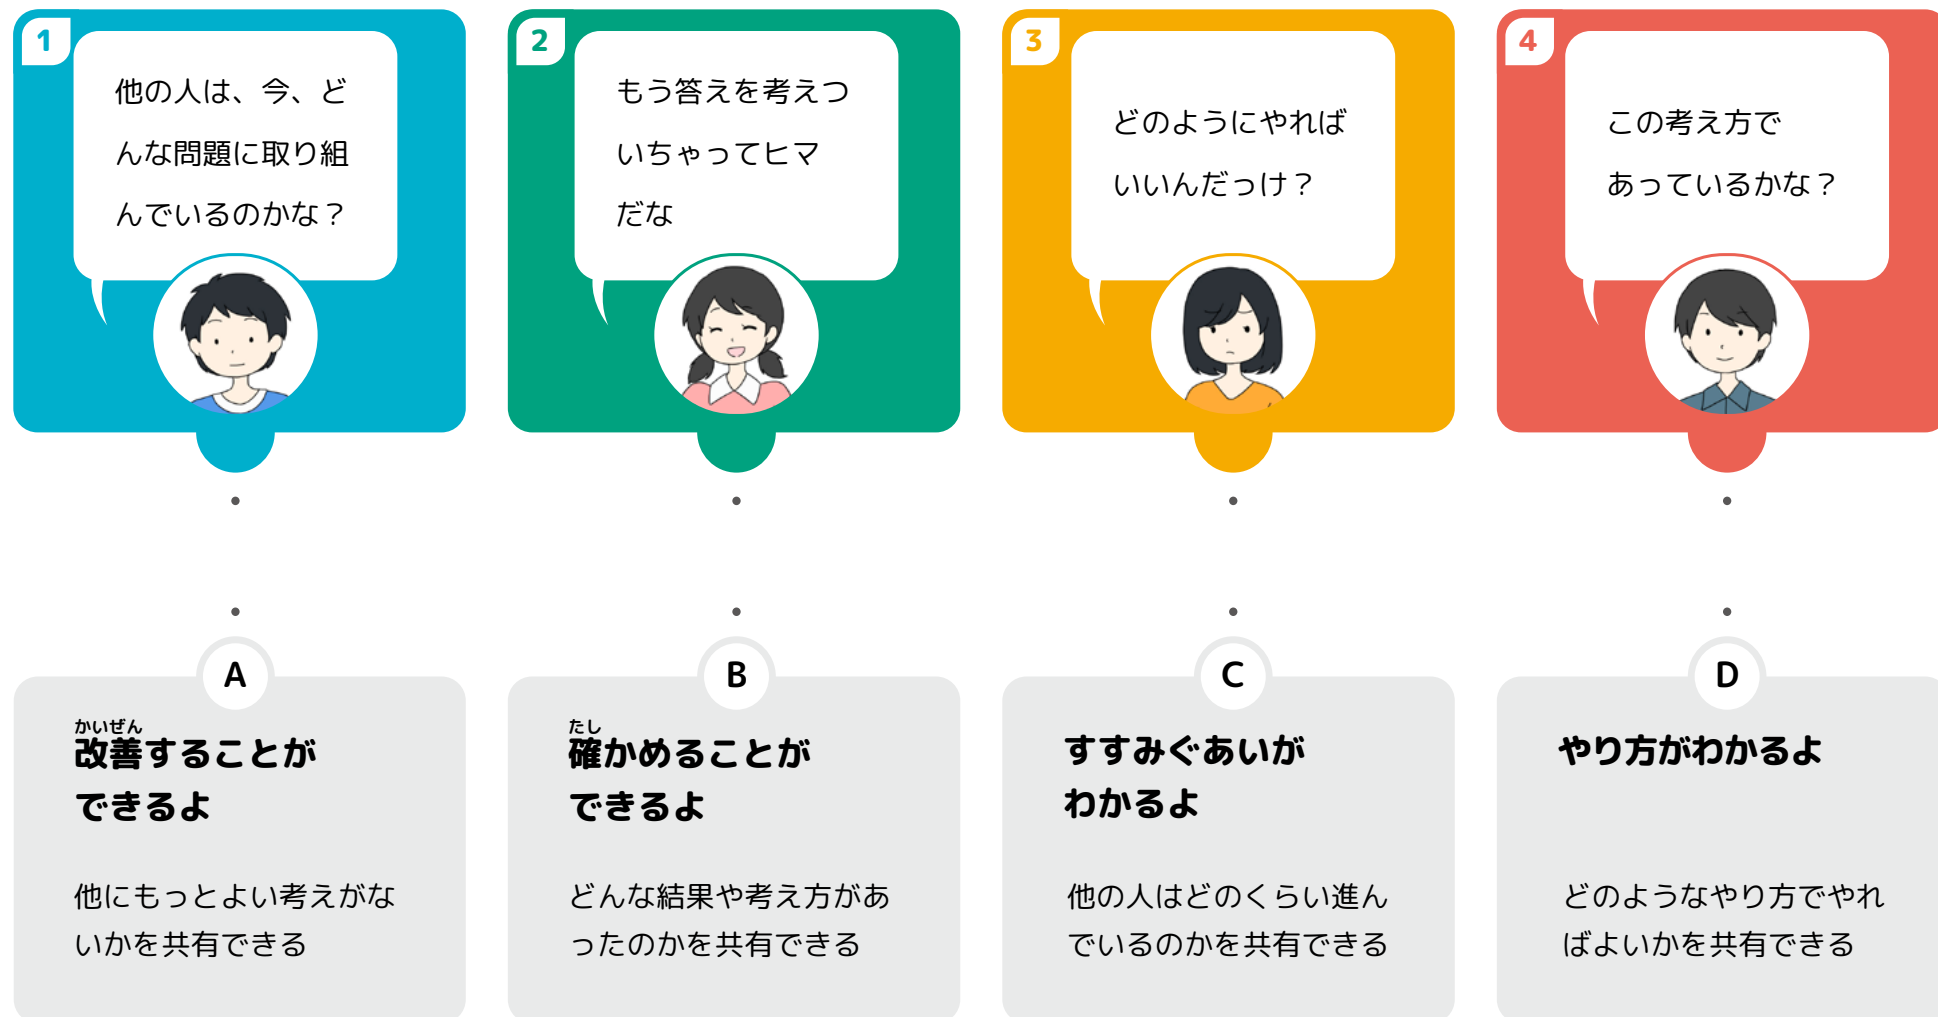 1
他の人は、今、ど
んな問題に取り組
んでいるのかな？
2
もう答えを考えつ
いちゃってヒマ
だな
3
どのようにやれば
いいんだっけ？
4
この考え方で
あっているかな？
A
かいぜん
改善することが
できるよ
他にもっとよい考えがな
いかを共有できる
B
たし
確かめることが
できるよ
どんな結果や考え方があ
ったのかを共有できる
C
すすみぐあいが
わかるよ
他の人はどのくらい進ん
でいるのかを共有できる
D
やり方がわかるよ
どのようなやり方でやれ
ばよいかを共有できる